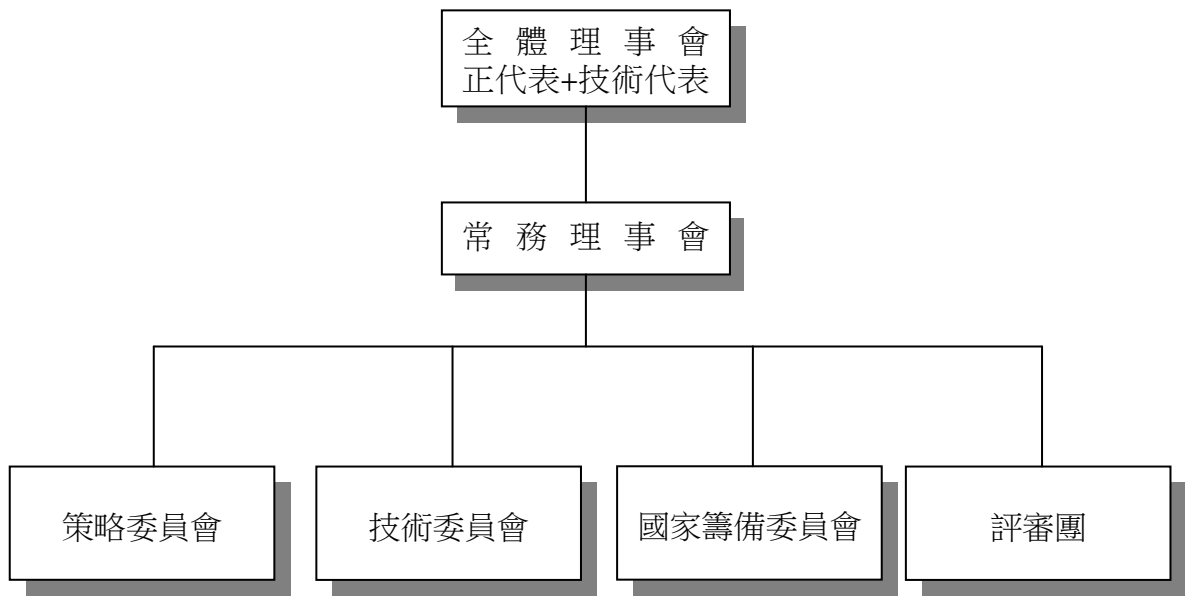 全體理事會
正代表+技術代表
常務理事會
策略委員會
技術委員會
國家籌備委員會
評審團